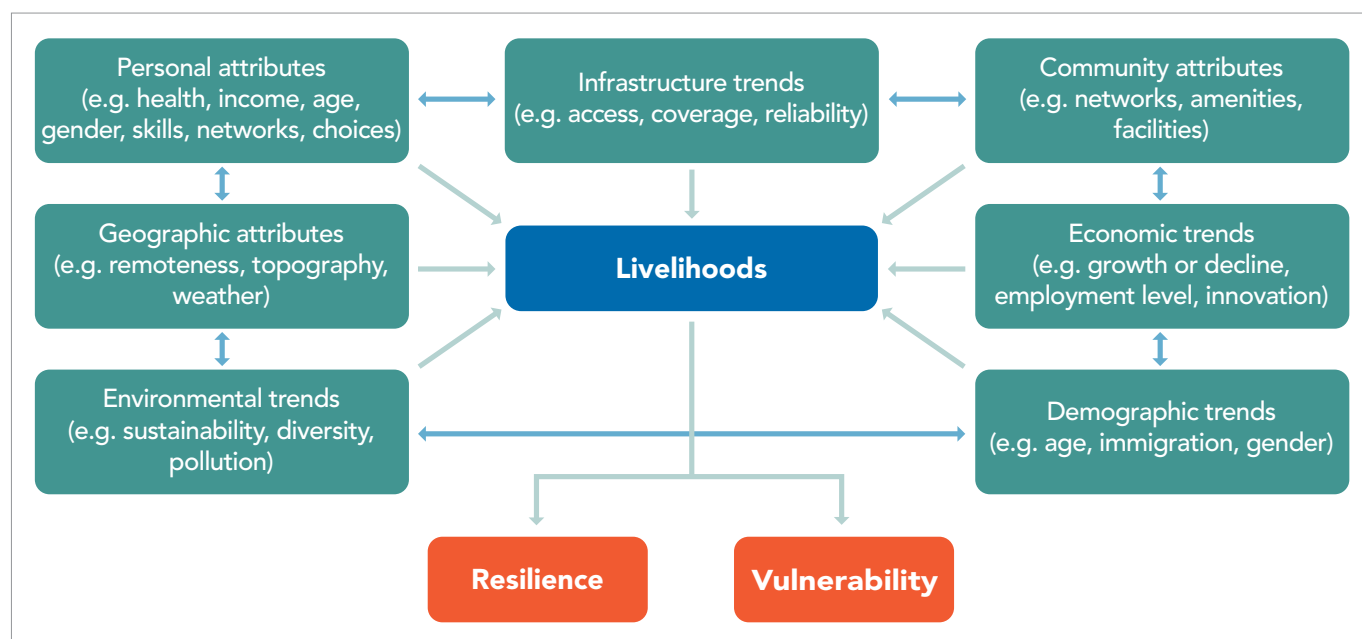 Personal attributes
(e.g. health, income, age,
gender, skills, networks, choices)
Infrastructure trends
(e.g. access, coverage, reliability)
Community attributes
(e.g. networks, amenities,
facilities)
Geographic attributes
(e.g. remoteness, topography,
weather)
Livelihoods
Economic trends
(e.g. growth or decline,
employment level, innovation)
Environmental trends
(e.g. sustainability, diversity,
pollution)
Demographic trends
(e.g. age, immigration, gender)
Resilience
Vulnerability